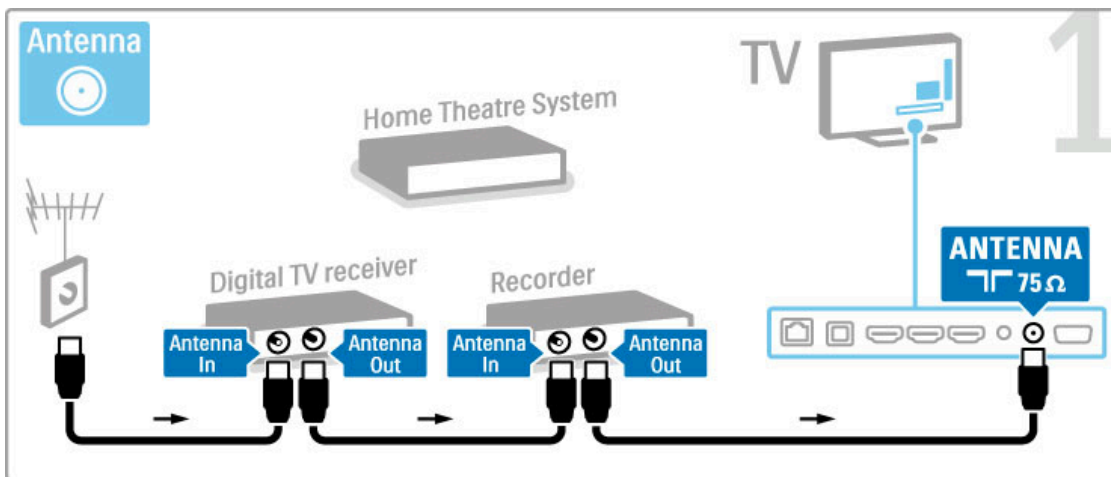 Antenna
TV
1
Home Theatre System
Digital TV receiver
Recorder
ANTENNA
75 Ω
Antenna
In
Antenna
Out
Antenna
In
Antenna
Out